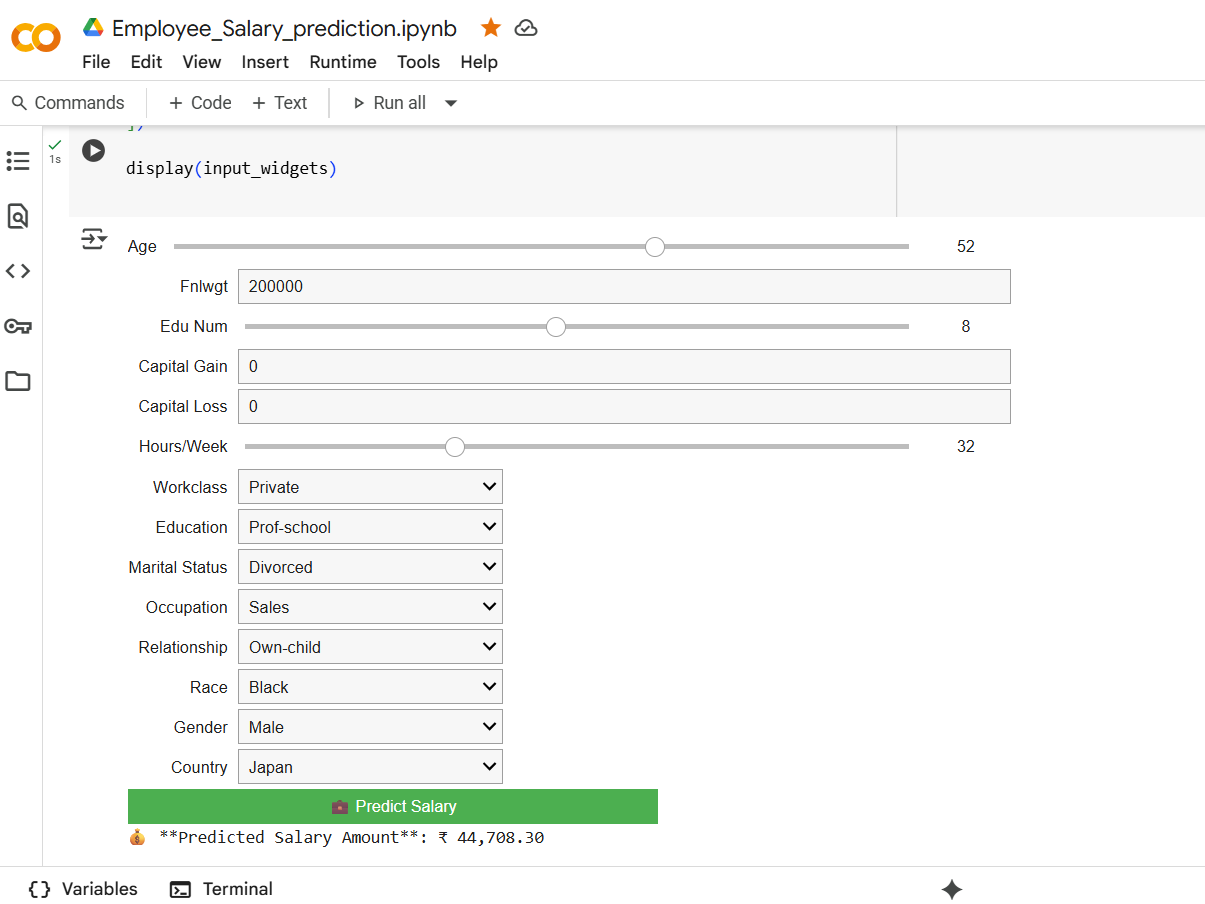 Employee_Salary_prediction.ipynb
File Edit View Insert Runtime Tools Help
Commands + Code + Text Run all
1s
display(input_widgets)
Age 52
Fnlwgt 200000
Edu Num 8
Capital Gain 0
Capital Loss 0
Hours/Week 32
Workclass Private
Education Prof-school
Marital Status Divorced
Occupation Sales
Relationship Own-child
Race Black
Gender Male
Country Japan
💼 Predict Salary
💰 **Predicted Salary Amount**: ₹ 44,708.30
Variables Terminal